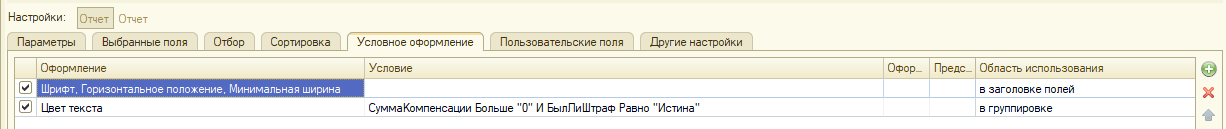 Настройки: Отчет Отчет
Параметры Выбранные поля Отбор Сортировка Условное оформление Пользовательские поля Другие настройки
Оформление Условие Офор... Предс... Область использования
Шрифт, Горизонтальное положение, Минимальная ширина в заголовке полей
Цвет текста СуммаКомпенсации Больше "0" И БылЛиШтраф Равно "Истина" в группировке